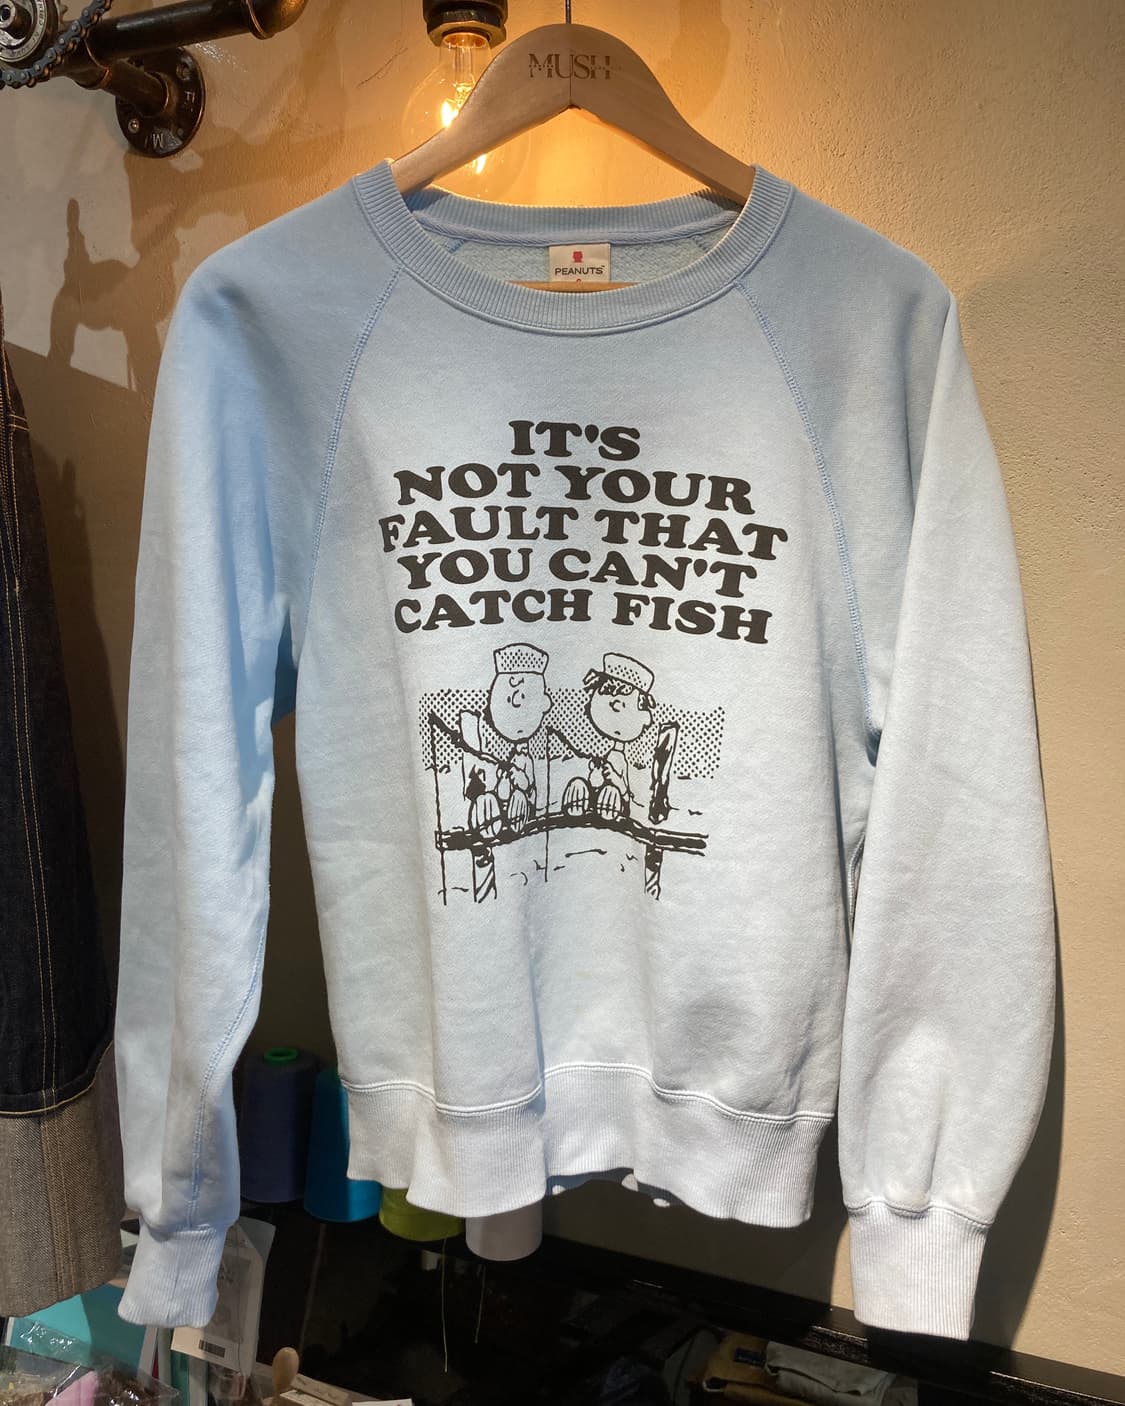 MUSH
PEANUTS
IT'S
NOT YOUR
FAULT THAT
YOU CAN'T
CATCH FISH